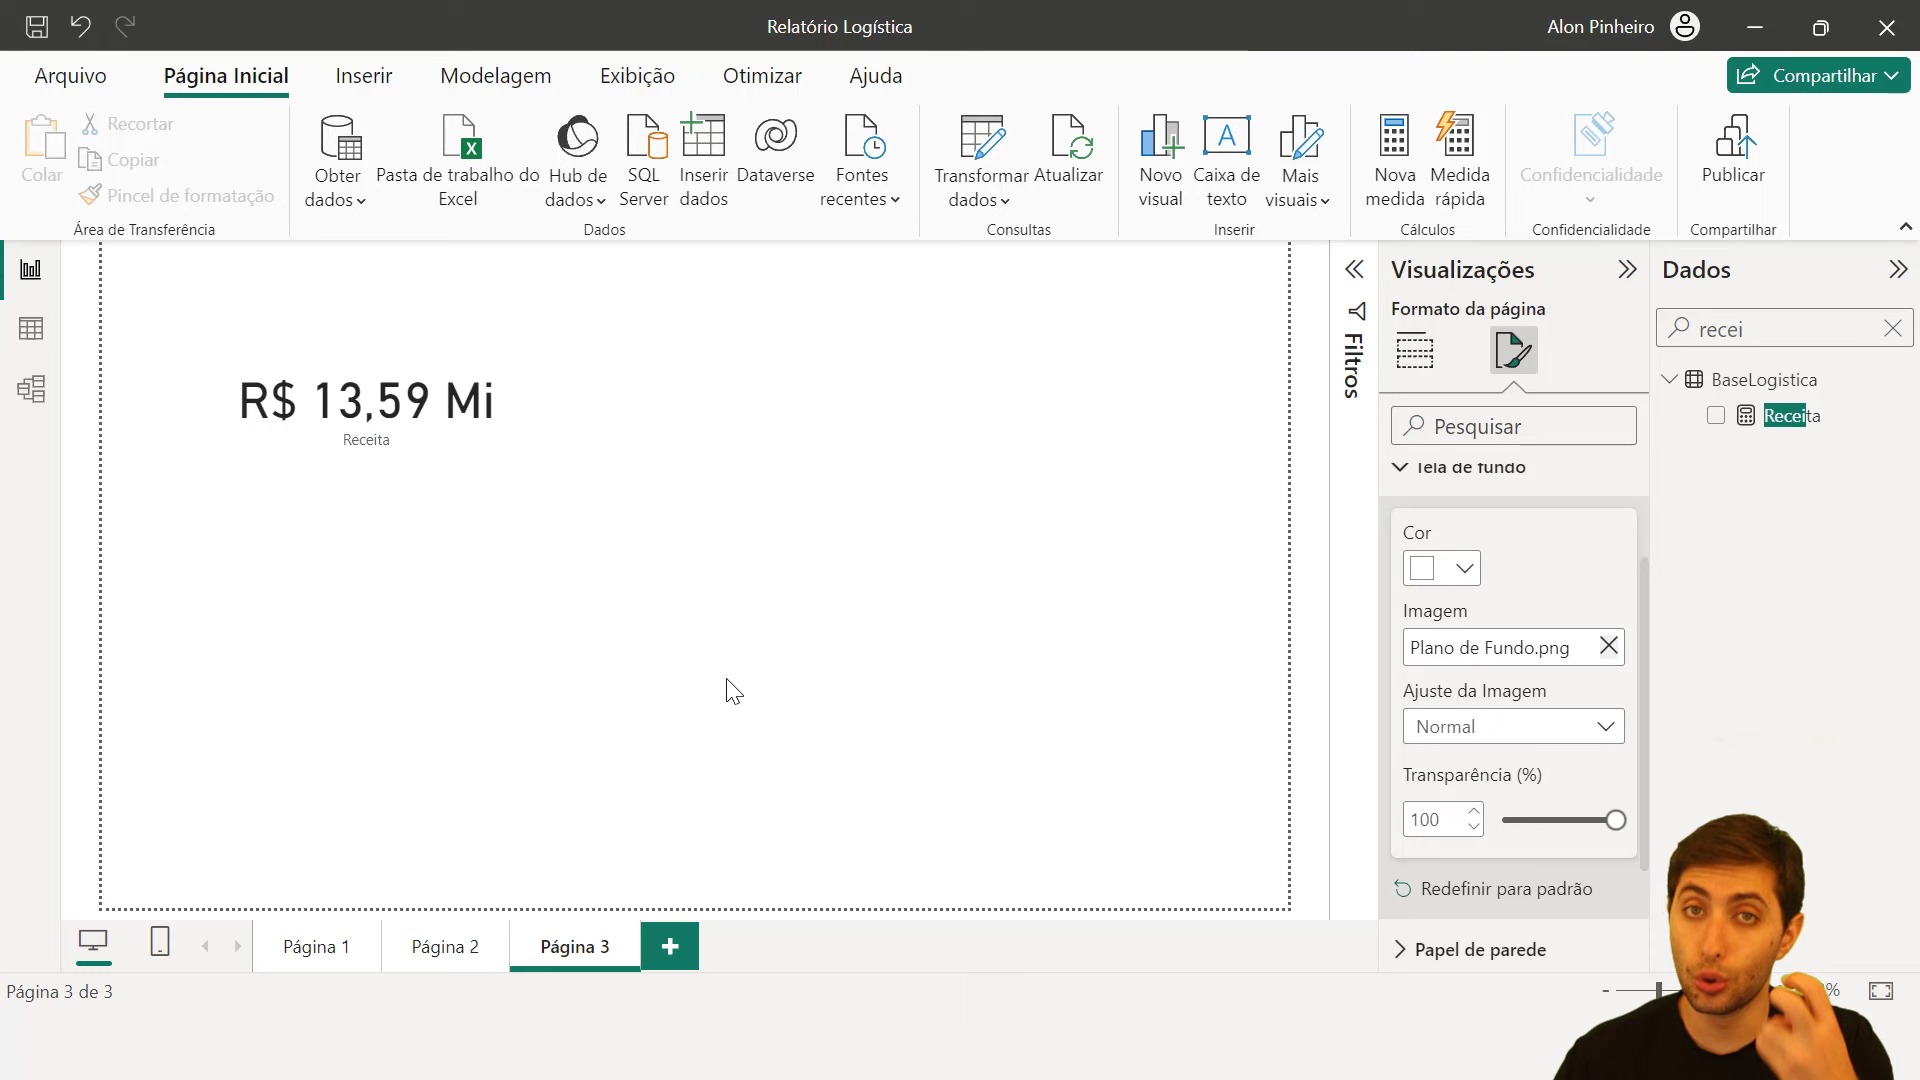 Relatório Logística
Alon Pinheiro
Arquivo
Página Inicial
Inserir
Modelagem
Exibição
Otimizar
Ajuda
Compartilhar
Colar
Recortar
Copiar
Pincel de formatação
Área de Transferência
Obter dados
Pasta de trabalho do Excel
Hub de dados
SQL Server
Inserir dados
Dataverse
Fontes recentes
Dados
Transformar dados
Atualizar
Consultas
Novo visual
Caixa de texto
Mais visuais
Inserir
Nova medida
Medida rápida
Cálculos
Confidencialidade
Confidencialidade
Publicar
Compartilhar
R$ 13,59 Mi
Receita
Filtros
Visualizações
Formato da página
Pesquisar
Tela de fundo
Cor
Imagem
Plano de Fundo.png
Ajuste da Imagem
Normal
Transparência (%)
100
Redefinir para padrão
Papel de parede
Dados
recei
BaseLogistica
Receita
Página 1
Página 2
Página 3
Página 3 de 3
%